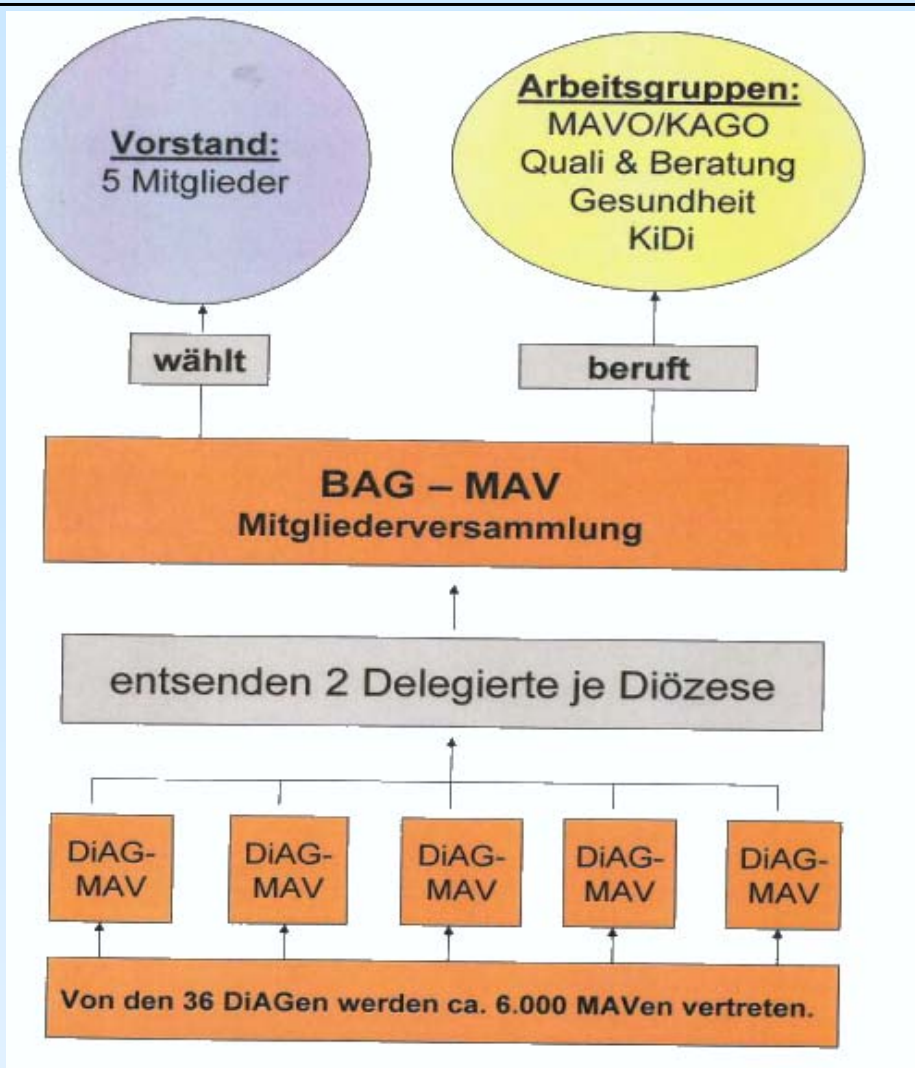 Vorstand:
5 Mitglieder
Arbeitsgruppen:
MAVO/KAGO
Quali & Beratung
Gesundheit
KiDi
wählt
beruft
BAG – MAV
Mitgliederversammlung
entsenden 2 Delegierte je Diözese
DiAG-
MAV
DiAG-
MAV
DiAG-
MAV
DiAG-
MAV
DiAG-
MAV
Von den 36 DiAGen werden ca. 6.000 MAVen vertreten.